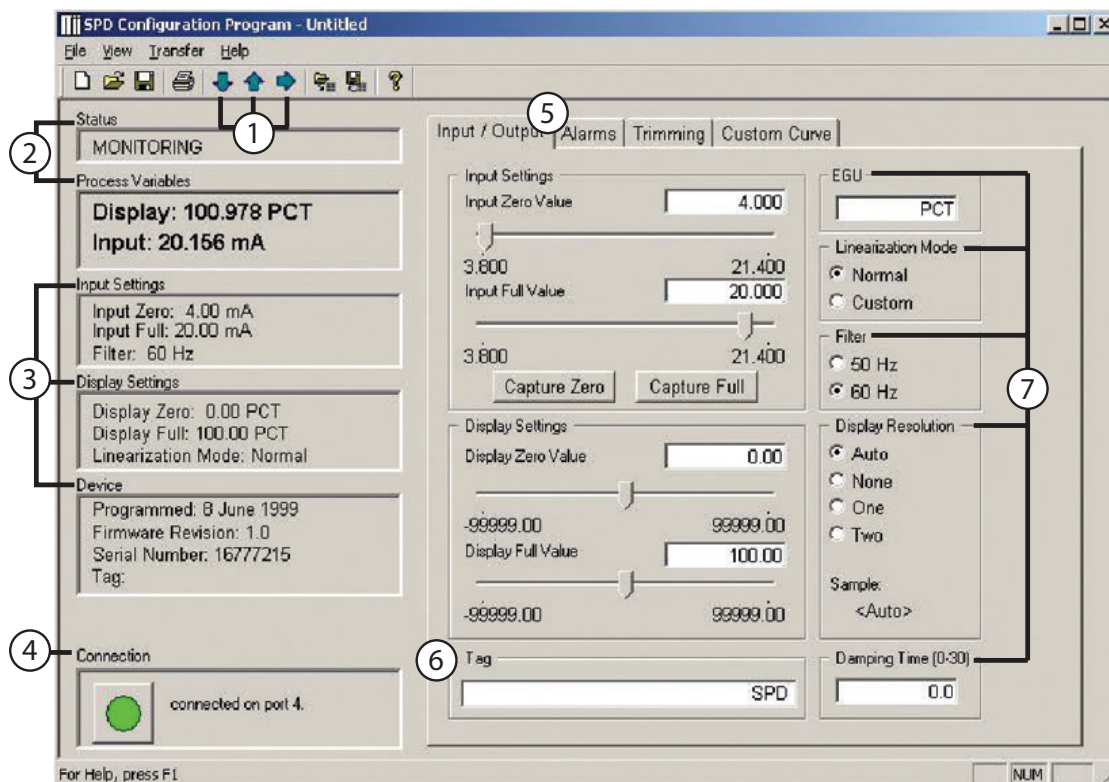 SPD Configuration Program - Untitled
File View Transfer Help
1
2
Status
MONITORING
Process Variables
Display: 100.978 PCT
Input: 20.156 mA
3
Input Settings
Input Zero: 4.00 mA
Input Full: 20.00 mA
Filter: 60 Hz
Display Settings
Display Zero: 0.00 PCT
Display Full: 100.00 PCT
Linearization Mode: Normal
Device
Programmed: 8 June 1999
Firmware Revision: 1.0
Serial Number: 16777215
Tag:
4
Connection
connected on port 4.
5
Input / Output Alarms Trimming Custom Curve
Input Settings
Input Zero Value 4.000
3.800 21.400
Input Full Value 20.000
3.800 21.400
Capture Zero Capture Full
Display Settings
Display Zero Value 0.00
-99999.00 99999.00
Display Full Value 100.00
-99999.00 99999.00
6
Tag
SPD
EGU
PCT
Linearization Mode
Normal
Custom
Filter
50 Hz
60 Hz
7
Display Resolution
Auto
None
One
Two
Sample:
<Auto>
Damping Time (0-30)
0.0
For Help, press F1
NUM